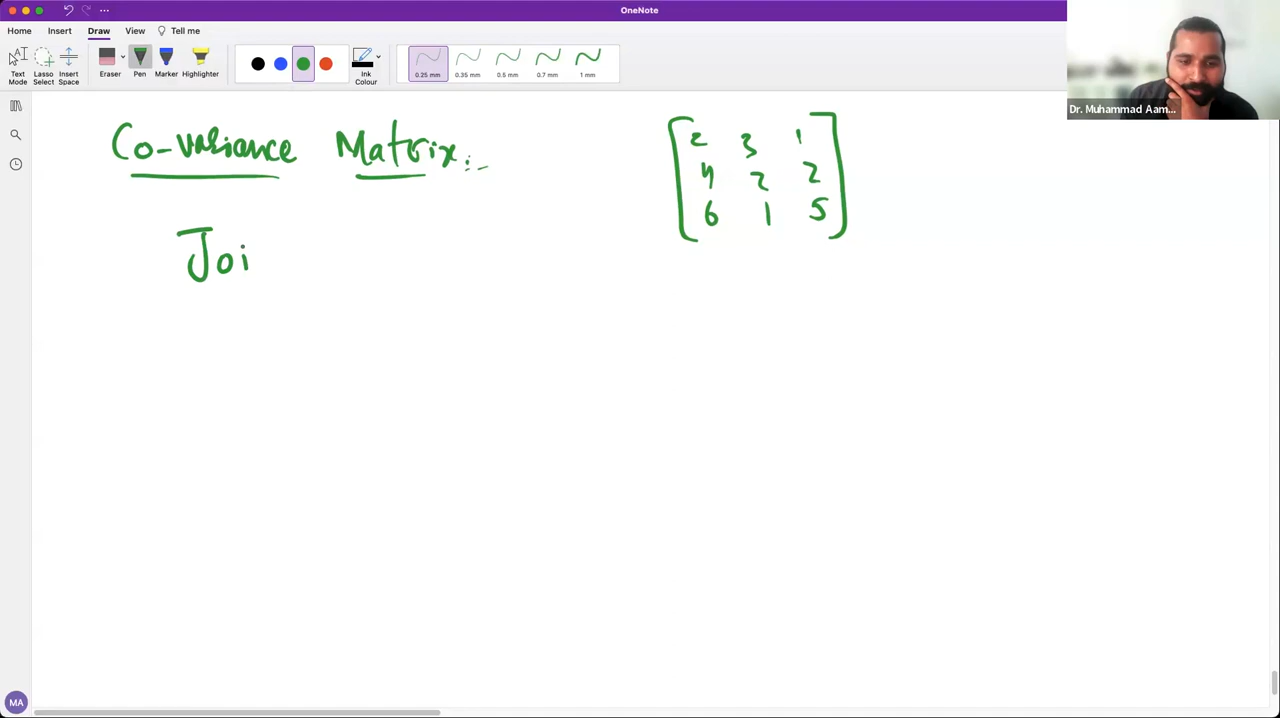 OneNote
Home Insert Draw View Tell me
Text Mode Lasso Select Insert Space Eraser Pen Marker Highlighter Ink Colour 0.25 mm 0.35 mm 0.5 mm 0.7 mm 1 mm
Dr. Muhammad Aam...
Co-variance Matrix:-
2 3 1
4 2 2
6 1 5
Joi
MA